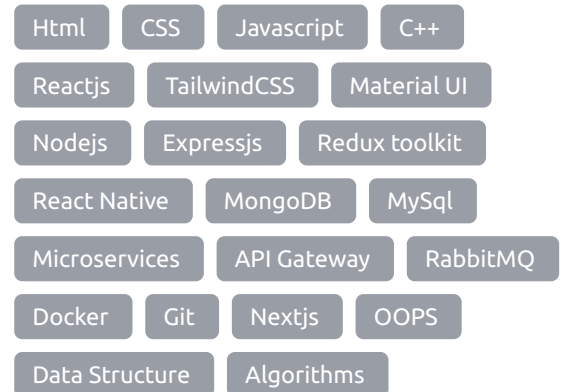 Html CSS Javascript C++
Reactjs TailwindCSS Material UI
Nodejs Expressjs Redux toolkit
React Native MongoDB MySql
Microservices API Gateway RabbitMQ
Docker Git Nextjs OOPS
Data Structure Algorithms